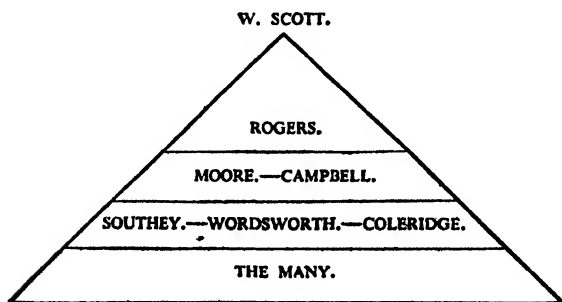 W. SCOTT.
ROGERS.
MOORE.—CAMPBELL.
SOUTHEY.—WORDSWORTH.—COLERIDGE.
THE MANY.